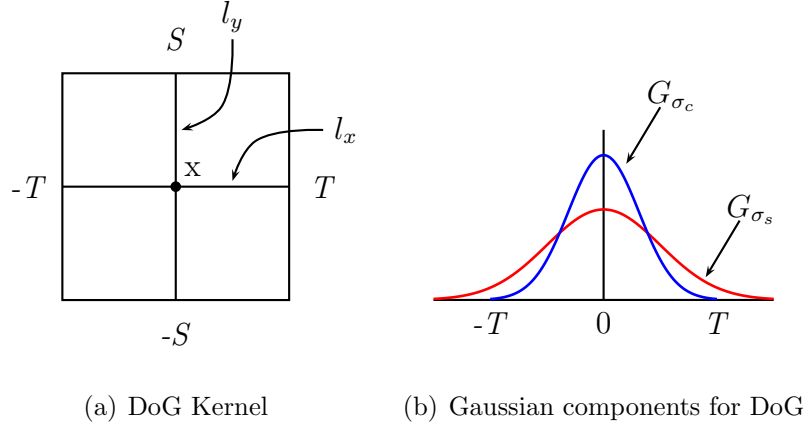 l_y
S
l_x
x
-T
T
-S
(a) DoG Kernel
G_{σ_c}
G_{σ_s}
-T
0
T
(b) Gaussian components for DoG